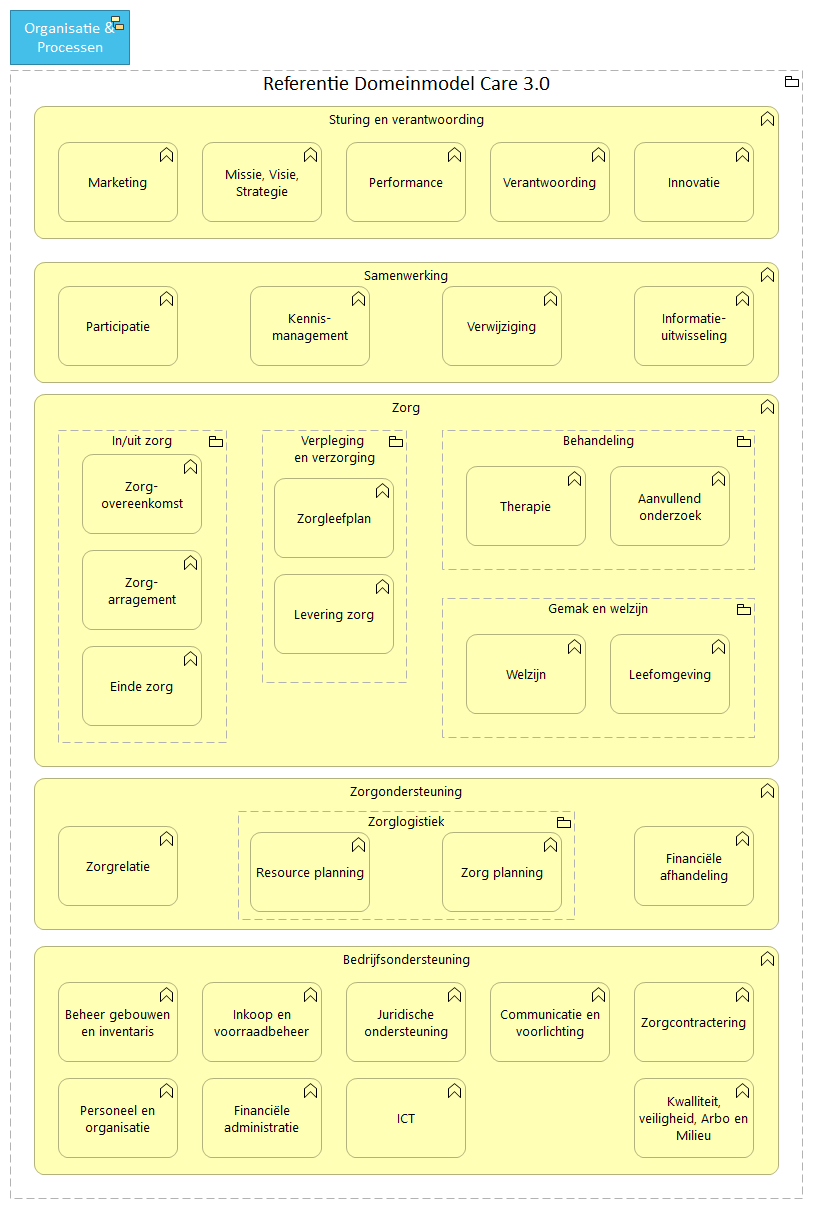 Organisatie &
Processen
Referentie Domeinmodel Care 3.0
Sturing en verantwoording
Marketing
Missie, Visie,
Strategie
Performance
Verantwoording
Innovatie
Samenwerking
Participatie
Kennis-
management
Verwijziging
Informatie-
uitwisseling
Zorg
In/uit zorg
Zorg-
overeenkomst
Zorg-
arragement
Einde zorg
Verpleging
en verzorging
Zorgleefplan
Levering zorg
Behandeling
Therapie
Aanvullend
onderzoek
Gemak en welzijn
Welzijn
Leefomgeving
Zorgondersteuning
Zorgrelatie
Zorglogistiek
Resource planning
Zorg planning
Financiële
afhandeling
Bedrijfsondersteuning
Beheer gebouwen
en inventaris
Inkoop en
voorraadbeheer
Juridische
ondersteuning
Communicatie en
voorlichting
Zorgcontractering
Personeel en
organisatie
Financiële
administratie
ICT
Kwalliteit,
veiligheid, Arbo en
Milieu